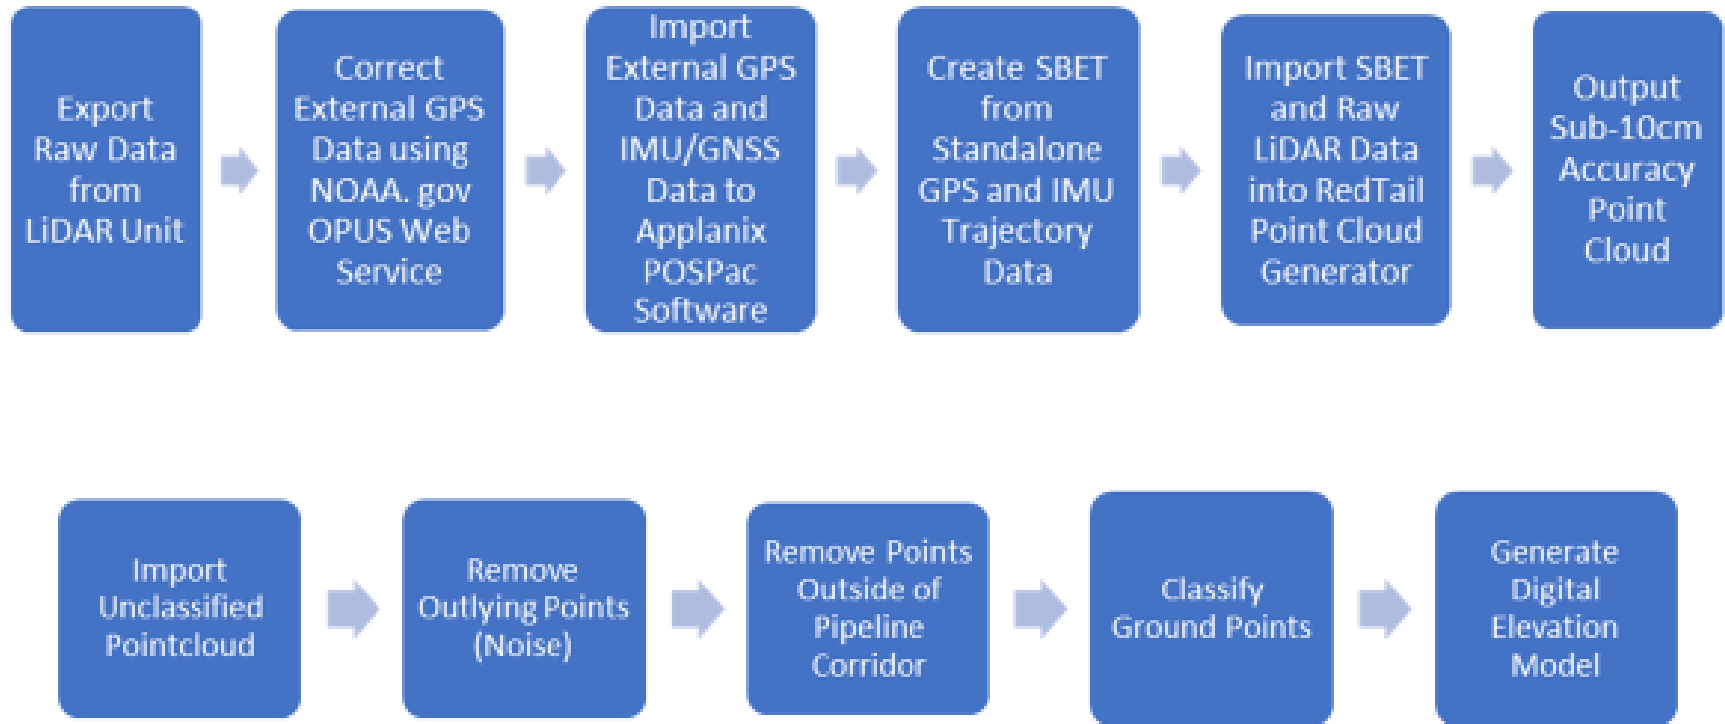 Export
Raw Data
from
LiDAR Unit
Correct
External GPS
Data using
NOAA. gov
OPUS Web
Service
Import
External GPS
Data and
IMU/GNSS
Data to
Applanix
POSPac
Software
Create SBET
from
Standalone
GPS and IMU
Trajectory
Data
Import SBET
and Raw
LiDAR Data
into RedTail
Point Cloud
Generator
Output
Sub-10cm
Accuracy
Point
Cloud
Import
Unclassified
Pointcloud
Remove
Outlying Points
(Noise)
Remove Points
Outside of
Pipeline
Corridor
Classify
Ground Points
Generate
Digital
Elevation
Model